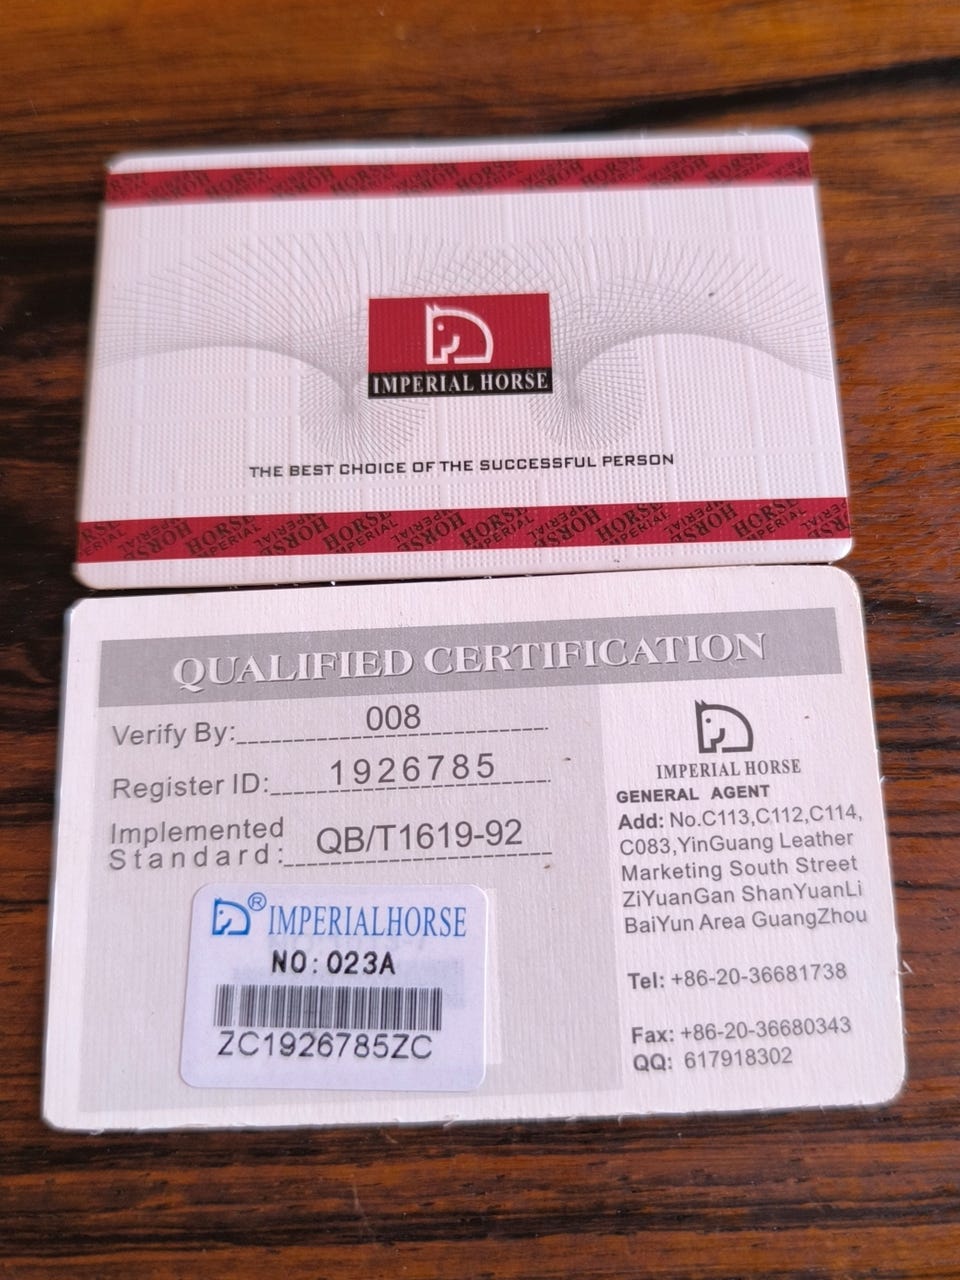 IMPERIAL HORSE
THE BEST CHOICE OF THE SUCCESSFUL PERSON
QUALIFIED CERTIFICATION
Verify By: 008
Register ID: 1926785
Implemented
Standard: QB/T1619-92
® IMPERIALHORSE
NO: 023A
ZC1926785ZC
IMPERIAL HORSE
GENERAL AGENT
Add: No.C113,C112,C114,
C083,YinGuang Leather
Marketing South Street
ZiYuanGan ShanYuanLi
BaiYun Area GuangZhou
Tel: +86-20-36681738
Fax: +86-20-36680343
QQ: 617918302